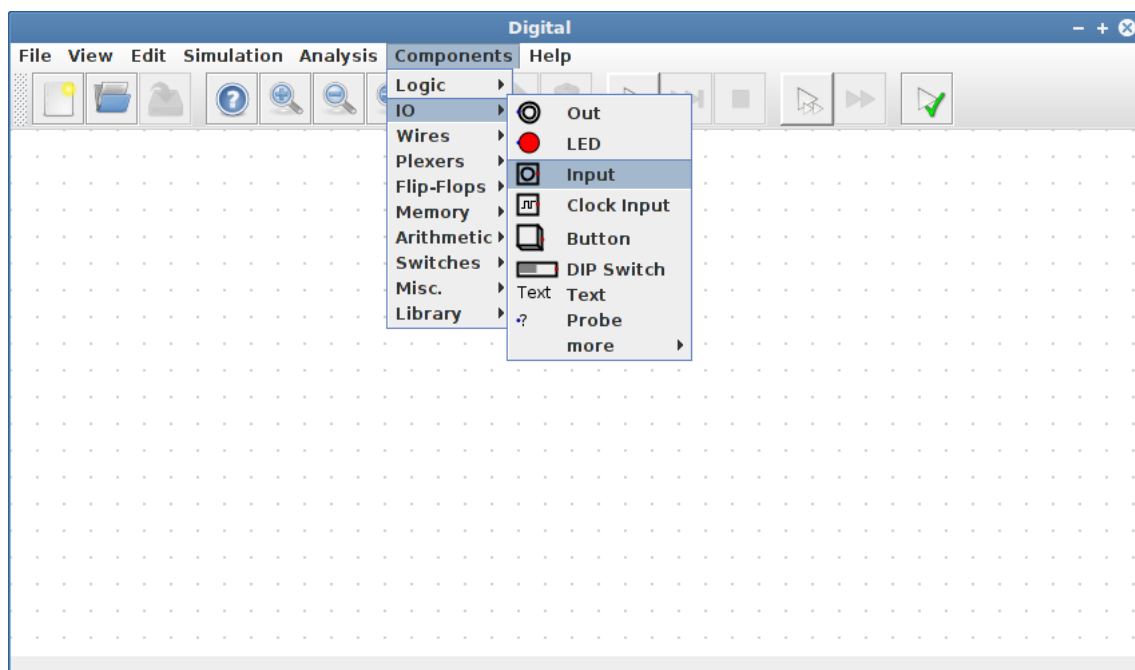 Digital
File View Edit Simulation Analysis Components Help
Logic
IO
Wires
Plexers
Flip-Flops
Memory
Arithmetic
Switches
Misc.
Library
Out
LED
Input
Clock Input
Button
DIP Switch
Text Text
Probe
more